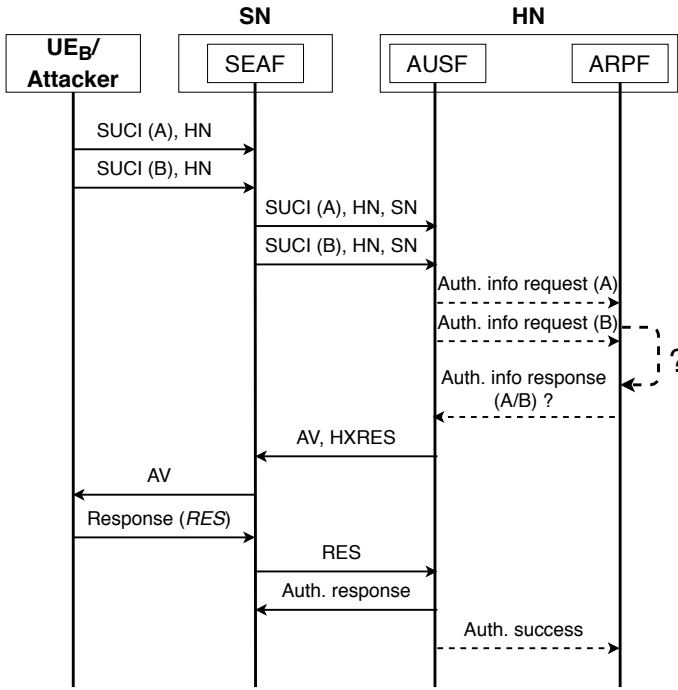 SN
HN
UEB/
Attacker
SEAF
AUSF
ARPF
SUCI (A), HN
SUCI (B), HN
SUCI (A), HN, SN
SUCI (B), HN, SN
Auth. info request (A)
Auth. info request (B)
?
Auth. info response
(A/B) ?
AV, HXRES
AV
Response (RES)
RES
Auth. response
Auth. success